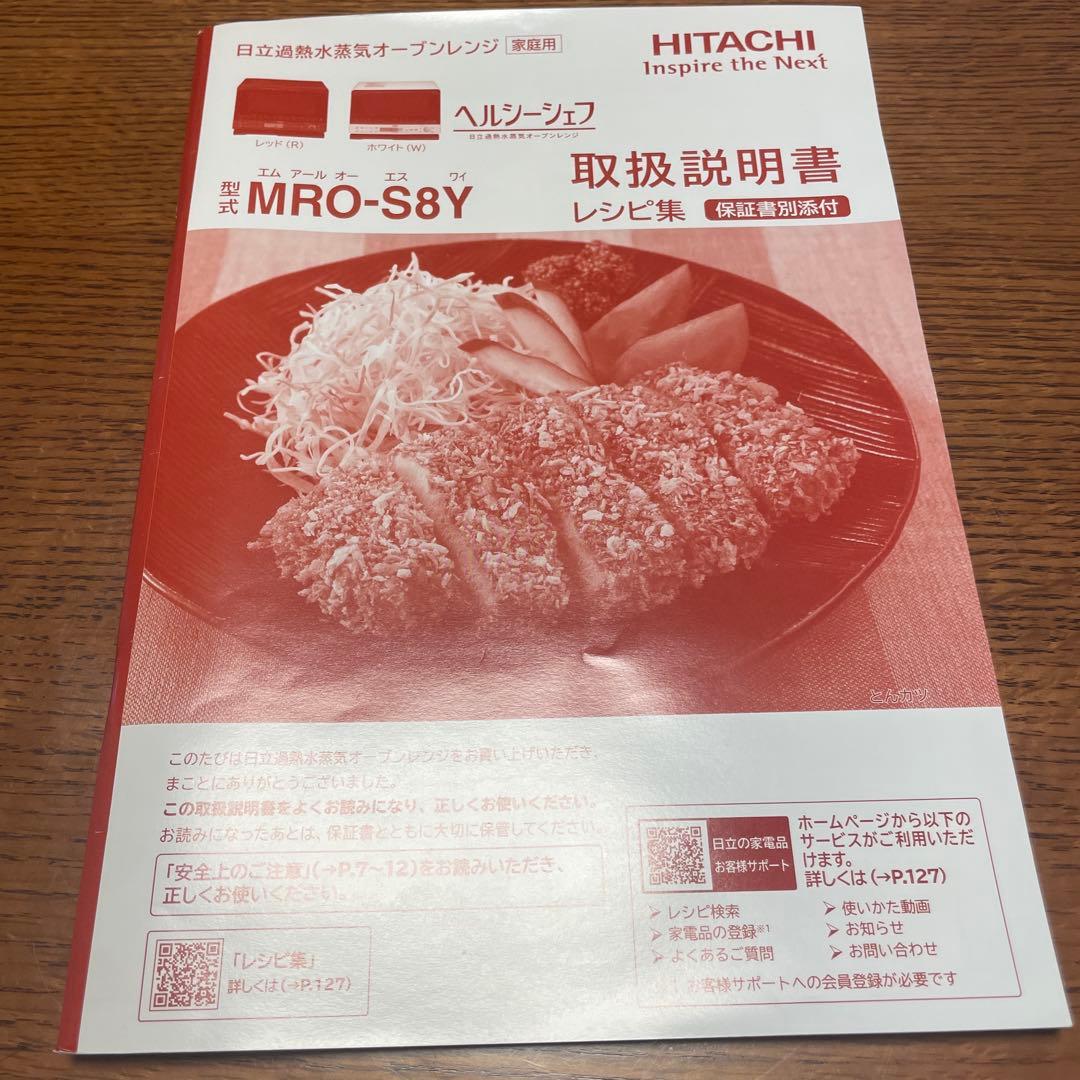 日立過熱水蒸気オーブンレンジ 家庭用
HITACHI
Inspire the Next
レッド(R)
ホワイト(W)
ヘルシーシェフ
日立過熱水蒸気オーブンレンジ
エム アール オー エス ワイ
型式 MRO-S8Y
取扱説明書
レシピ集 保証書別添付
とんカツ
このたびは日立過熱水蒸気オーブンレンジをお買い上げいただき、
まことにありがとうございました。
この取扱説明書をよくお読みになり、正しくお使いください。
お読みになったあとは、保証書とともに大切に保管してください。
「安全上のご注意」(→P.7～12)をお読みいただき、
正しくお使いください。
「レシピ集」
詳しくは(→P.127)
日立の家電品
お客様サポート
ホームページから以下の
サービスがご利用いただ
けます。
詳しくは(→P.127)
レシピ検索
家電品の登録※1
よくあるご質問
使いかた動画
お知らせ
お問い合わせ
お客様サポートへの会員登録が必要です